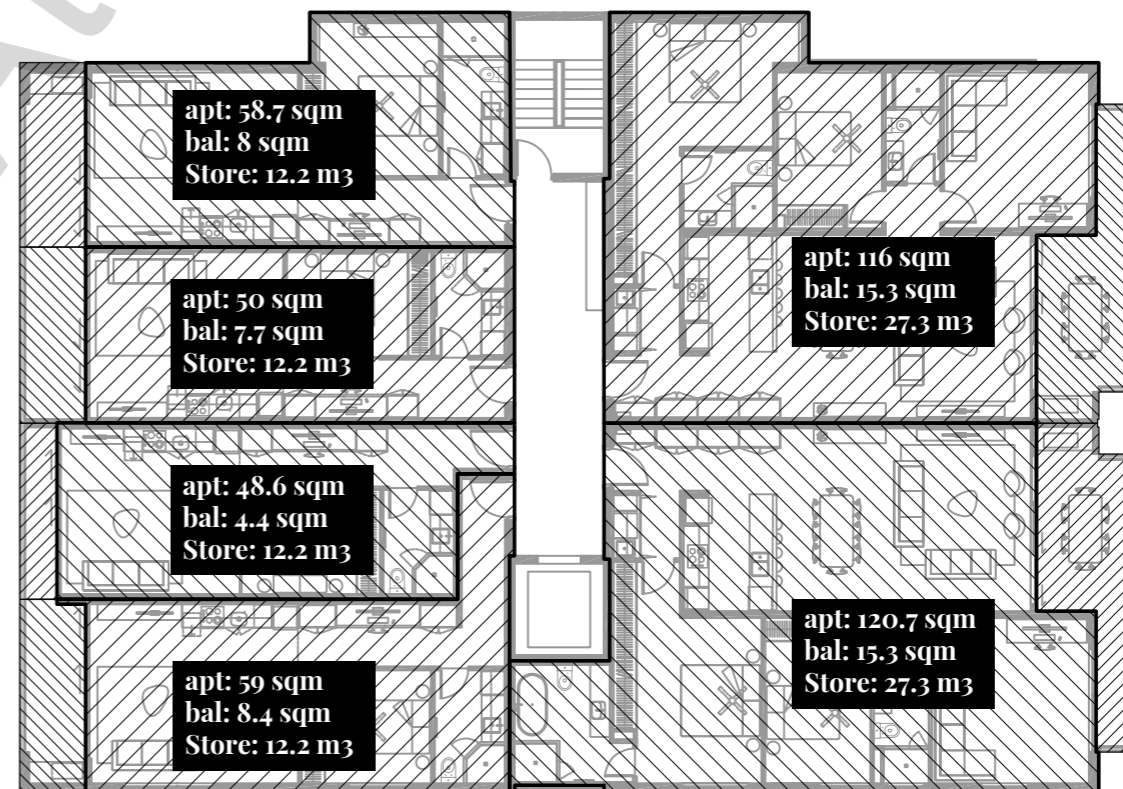 apt: 58.7 sqm
bal: 8 sqm
Store: 12.2 m3
apt: 50 sqm
bal: 7.7 sqm
Store: 12.2 m3
apt: 48.6 sqm
bal: 4.4 sqm
Store: 12.2 m3
apt: 59 sqm
bal: 8.4 sqm
Store: 12.2 m3
apt: 116 sqm
bal: 15.3 sqm
Store: 27.3 m3
apt: 120.7 sqm
bal: 15.3 sqm
Store: 27.3 m3